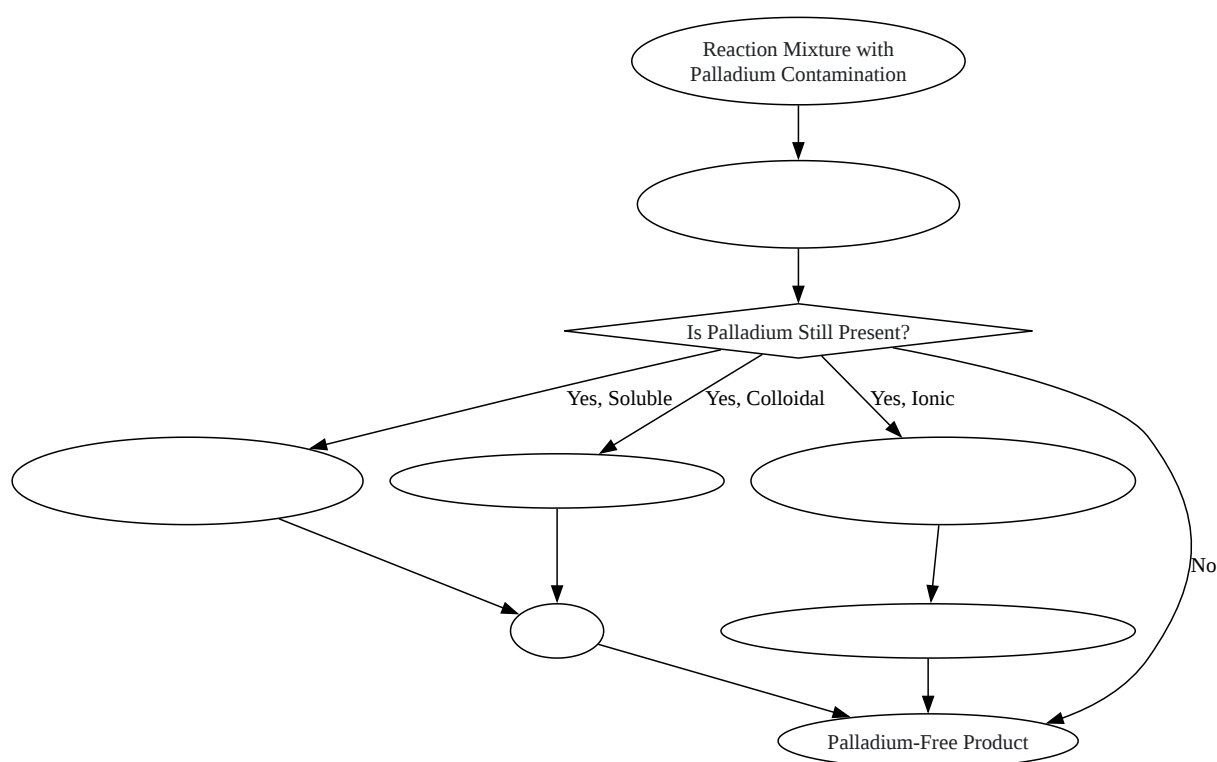 Reaction Mixture with
Palladium Contamination
Is Palladium Still Present?
Yes, Soluble
Yes, Colloidal
Yes, Ionic
No
Palladium-Free Product